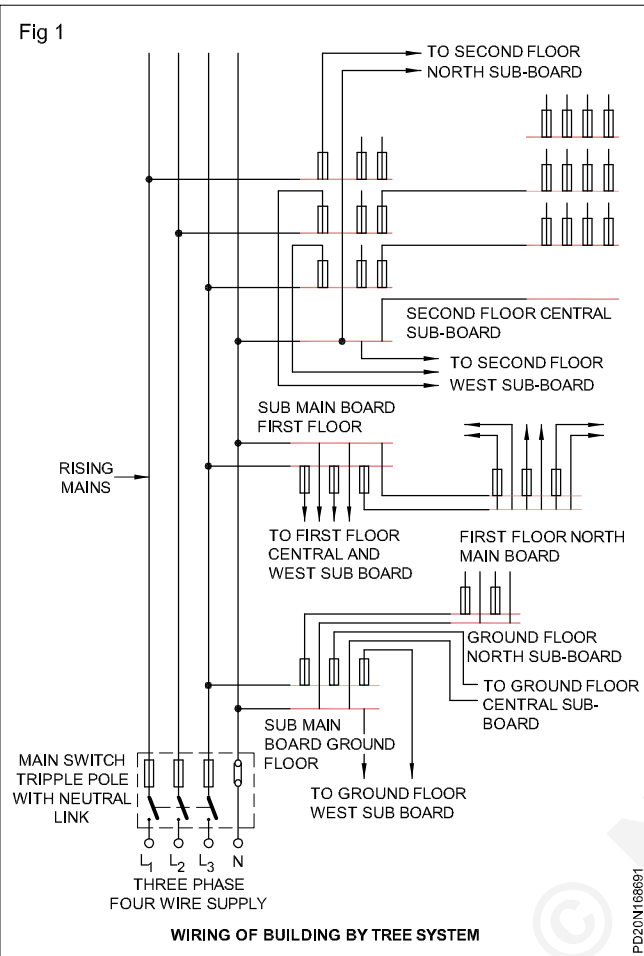 Fig 1
TO SECOND FLOOR
NORTH SUB-BOARD
SECOND FLOOR CENTRAL
SUB-BOARD
TO SECOND FLOOR
WEST SUB-BOARD
SUB MAIN BOARD
FIRST FLOOR
RISING
MAINS
TO FIRST FLOOR
CENTRAL AND
WEST SUB BOARD
FIRST FLOOR NORTH
MAIN BOARD
GROUND FLOOR
NORTH SUB-BOARD
TO GROUND FLOOR
CENTRAL SUB-
BOARD
SUB MAIN
BOARD GROUND
FLOOR
TO GROUND FLOOR
WEST SUB BOARD
MAIN SWITCH
TRIPPLE POLE
WITH NEUTRAL
LINK
L1 L2 L3 N
THREE PHASE
FOUR WIRE SUPPLY
WIRING OF BUILDING BY TREE SYSTEM
PD20N168691
©